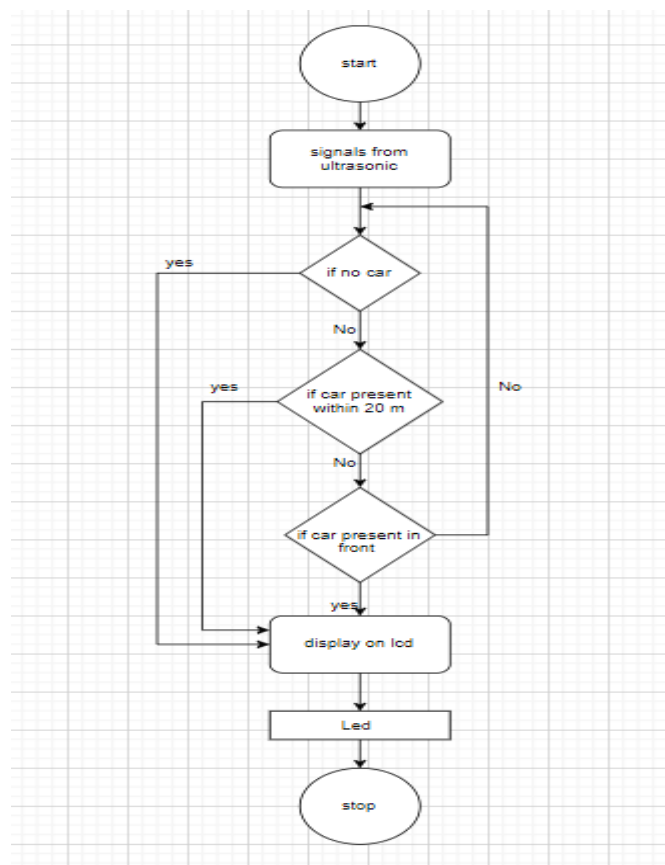 start
signals from
ultrasonic
yes
if no car
No
yes
if car present
within 20 m
No
No
if car present in
front
yes
display on lcd
Led
stop